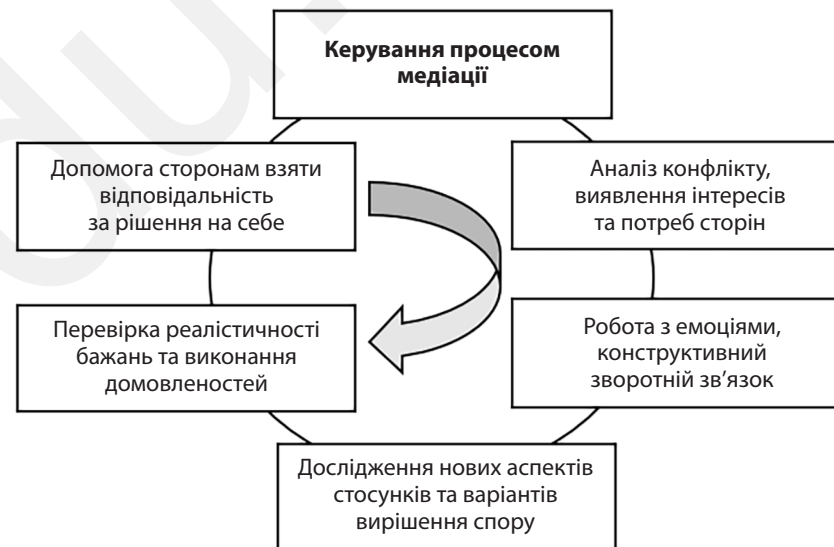 Керування процесом
медіації
Допомога сторонам взяти
відповідальність
за рішення на себе
Аналіз конфлікту,
виявлення інтересів
та потреб сторін
Перевірка реалістичності
бажань та виконання
домовленостей
Робота з емоціями,
конструктивний
зворотній зв’язок
Дослідження нових аспектів
стосунків та варіантів
вирішення спору